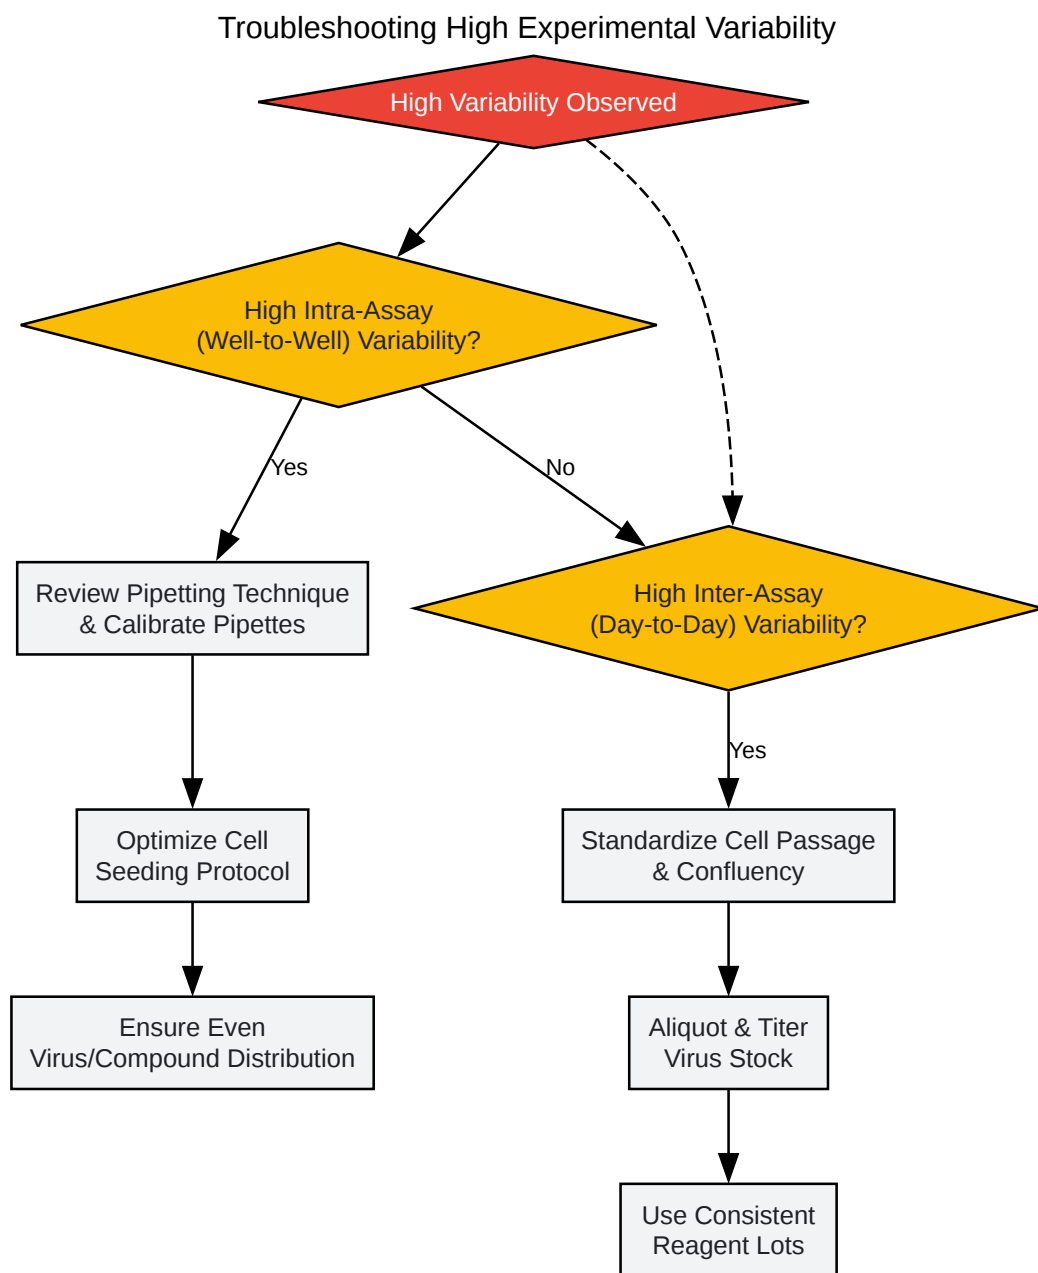 Troubleshooting High Experimental Variability
High Variability Observed
High Intra-Assay
(Well-to-Well) Variability?
Yes
No
Review Pipetting Technique
& Calibrate Pipettes
High Inter-Assay
(Day-to-Day) Variability?
Yes
Optimize Cell
Seeding Protocol
Standardize Cell Passage
& Confluency
Ensure Even
Virus/Compound Distribution
Aliquot & Titer
Virus Stock
Use Consistent
Reagent Lots